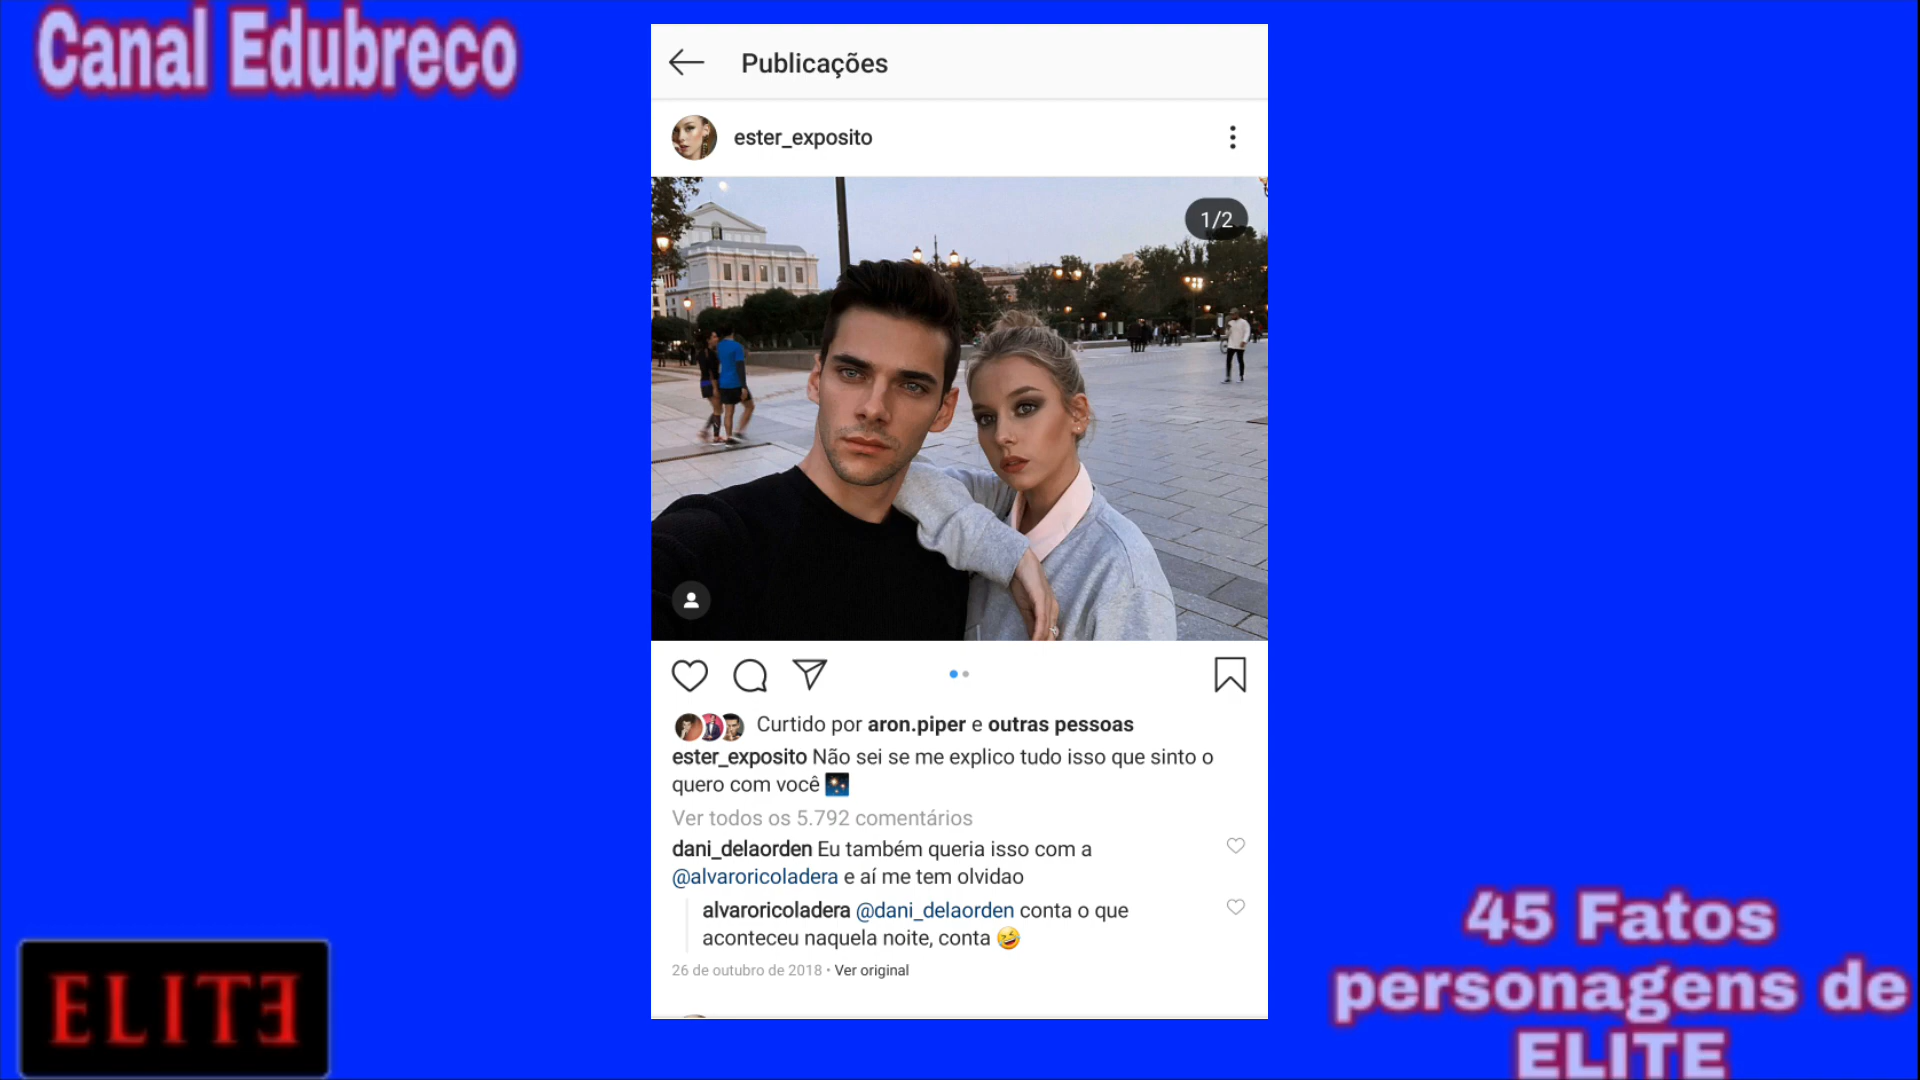 Canal Edubreco
Publicações
ester_exposito
1/2
Curtido por aron.piper e outras pessoas
ester_exposito Não sei se me explico tudo isso que sinto o
quero com você
Ver todos os 5.792 comentários
dani_delaorden Eu também queria isso com a
@alvaroricoladera e aí me tem olvidao
alvaroricoladera @dani_delaorden conta o que
aconteceu naquela noite, conta 🤣
26 de outubro de 2018 • Ver original
ELITE
45 Fatos
personagens de
ELITE